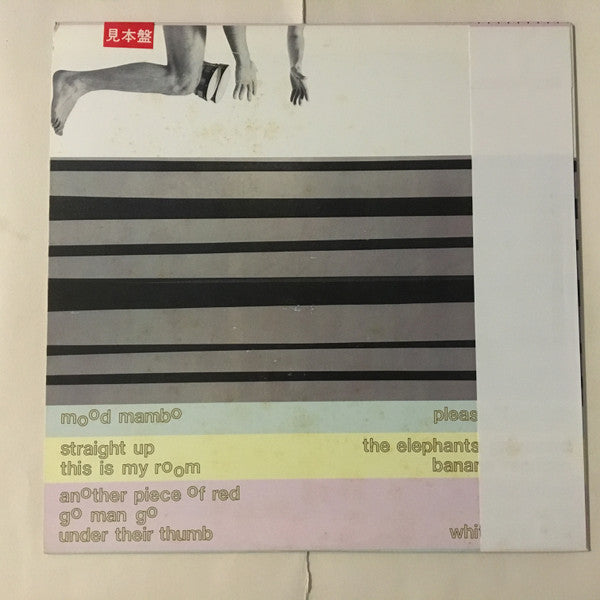 見本盤
mood mambo
pleas
straight up
the elephants
this is my room
banan
another piece of red
go man go
under their thumb
whit